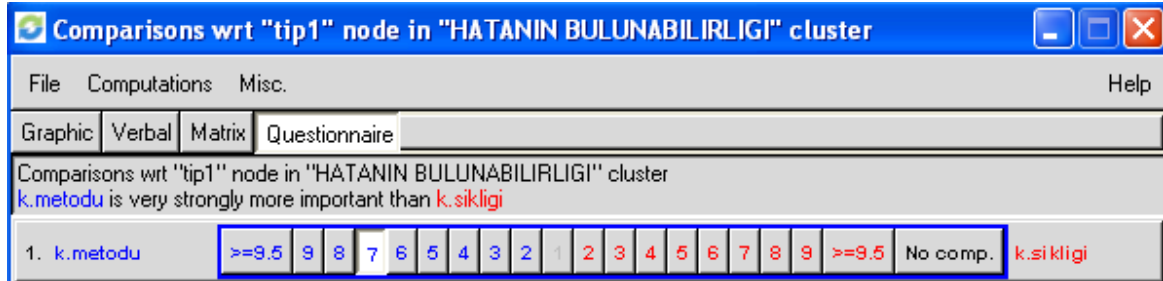 Comparisons wrt "tip1" node in "HATANIN BULUNABILIRLIGI" cluster
File Computations Misc. Help
Graphic Verbal Matrix Questionnaire
Comparisons wrt "tip1" node in "HATANIN BULUNABILIRLIGI" cluster
k.metodu is very strongly more important than k.sikligi
1. k.metodu >=9.5 9 8 7 6 5 4 3 2 1 2 3 4 5 6 7 8 9 >=9.5 No comp. k.sikligi